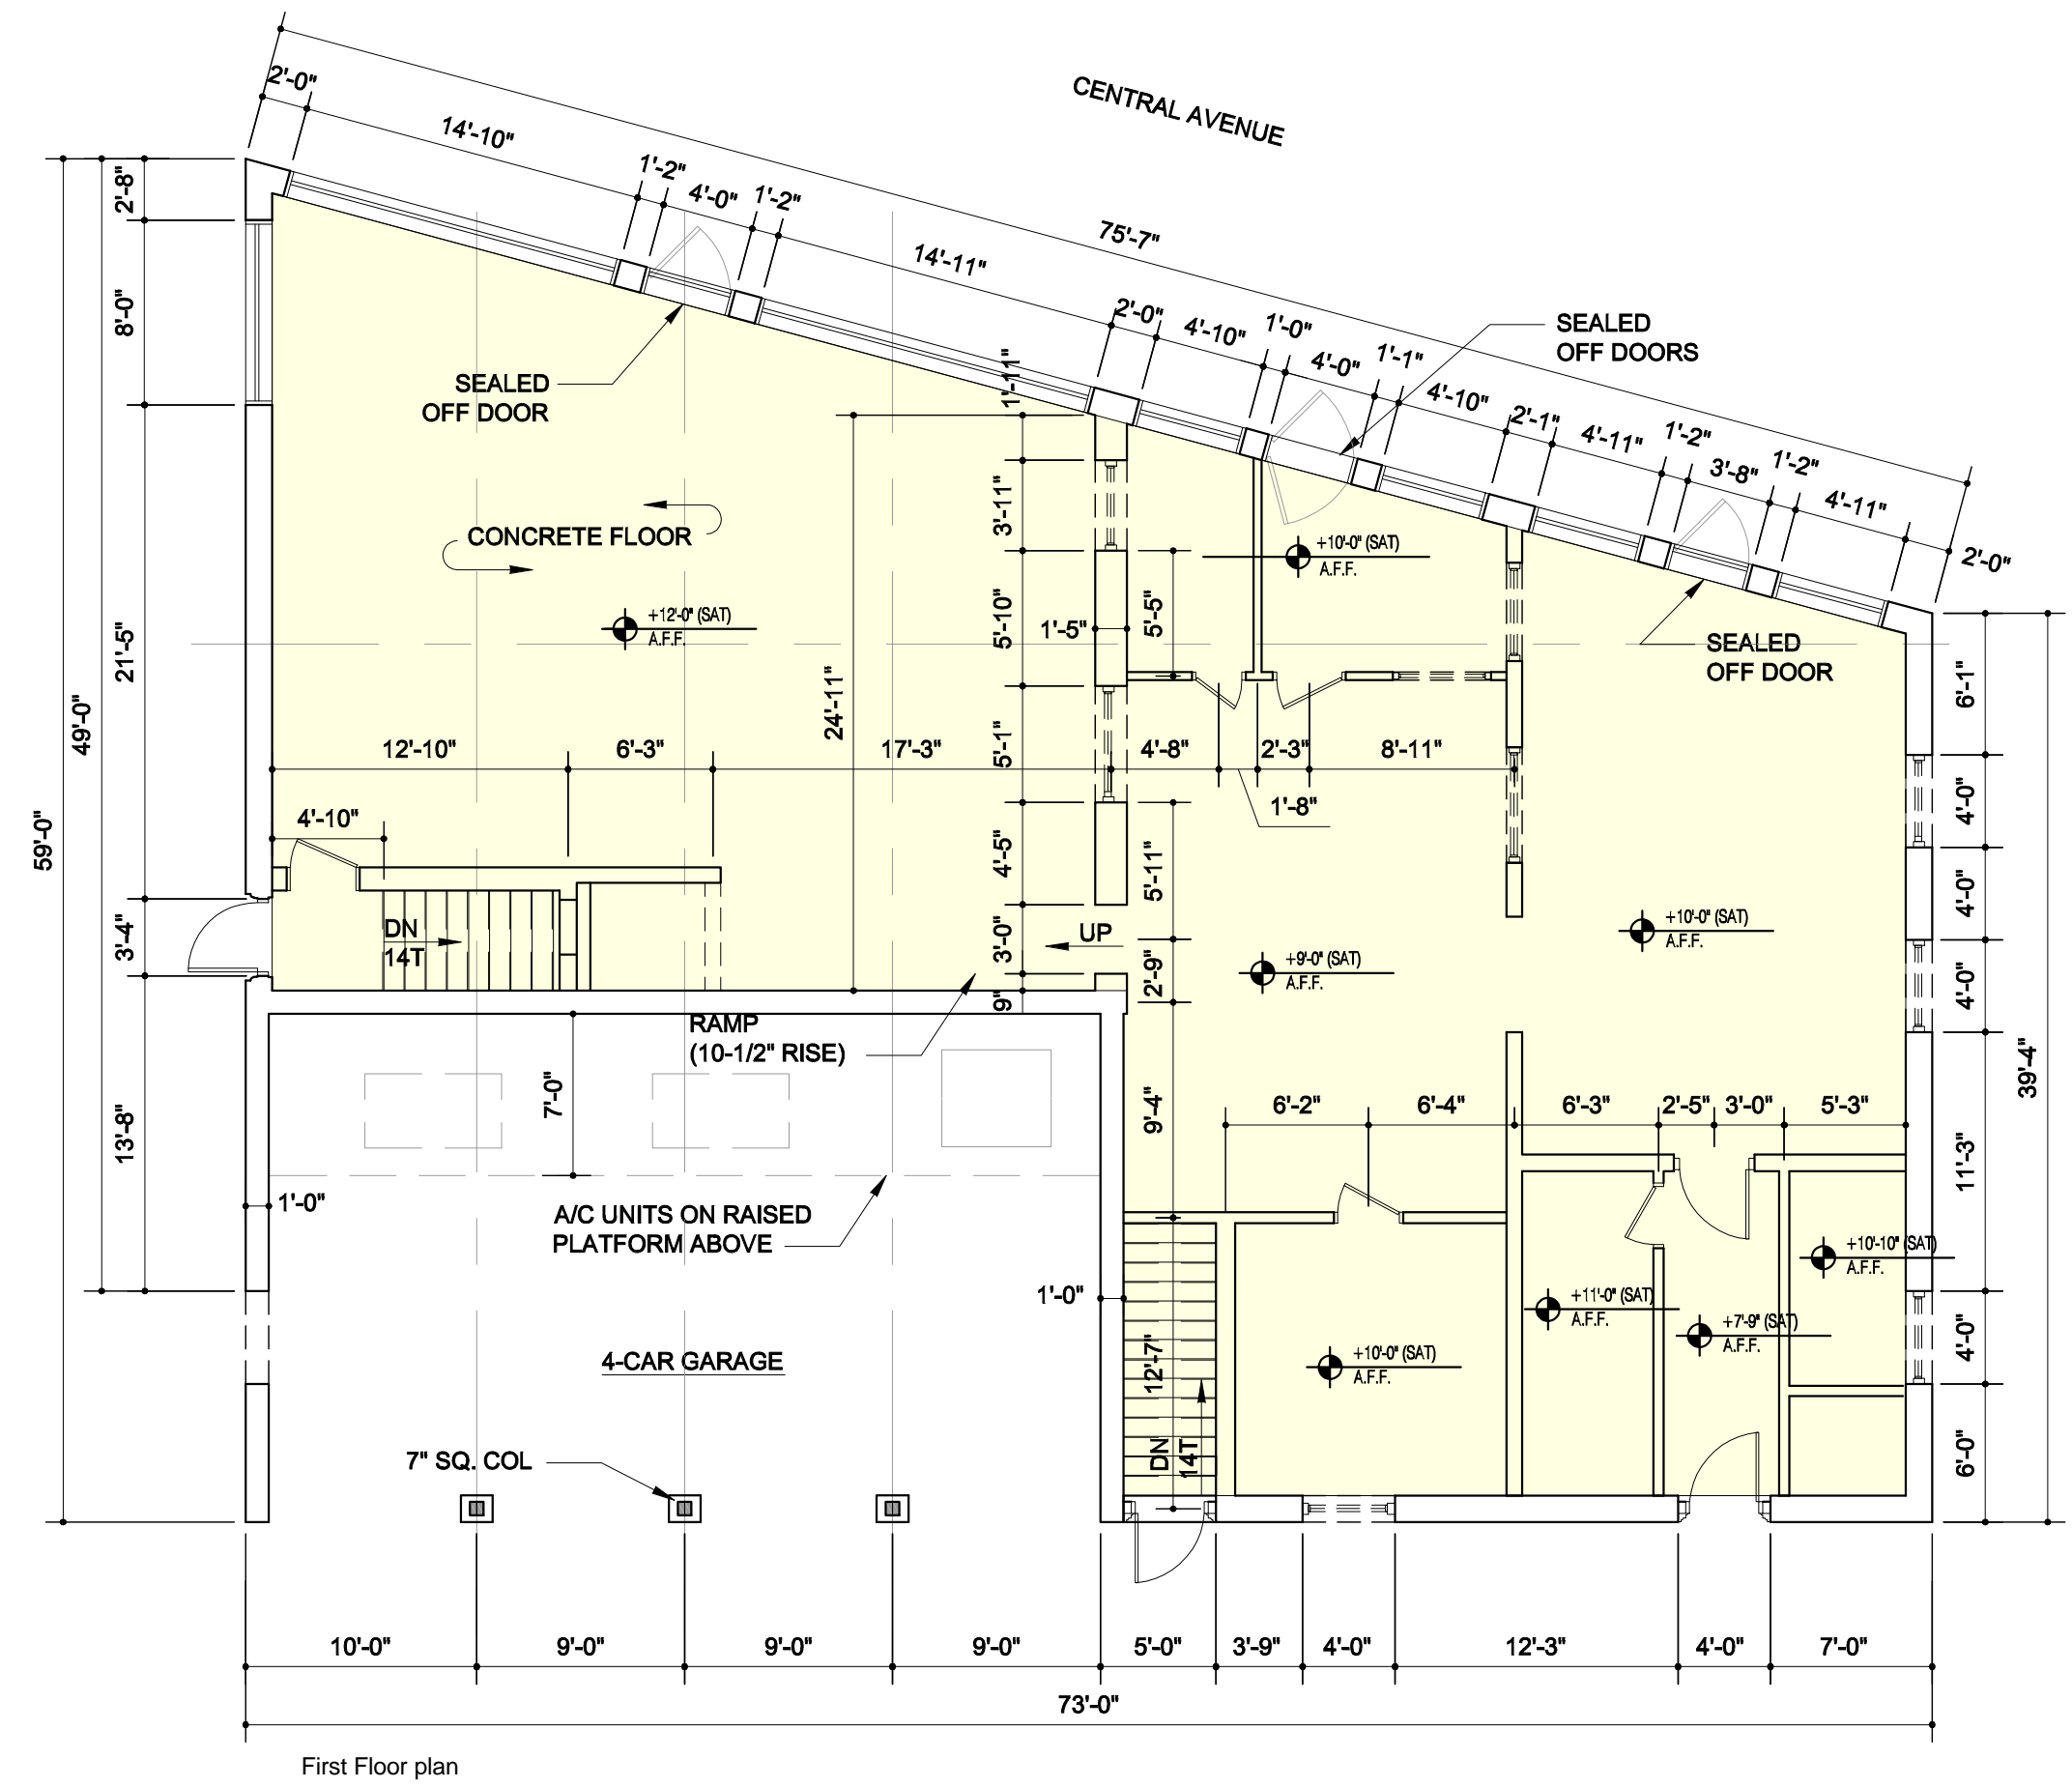 CENTRAL AVENUE
2'-0"
14'-10"
1'-2"
4'-0"
1'-2"
14'-11"
75'-7"
2'-0"
4'-10"
1'-0"
4'-0"
1'-1"
4'-10"
2'-1"
4'-11"
1'-2"
3'-8"
1'-2"
4'-11"
2'-0"
SEALED
OFF DOORS
SEALED
OFF DOOR
SEALED
OFF DOOR
2'-8"
8'-0"
21'-5"
3'-4"
13'-8"
49'-0"
59'-0"
CONCRETE FLOOR
+12'-0" (SAT)
A.F.F.
+10'-0" (SAT)
A.F.F.
1'-11"
3'-11"
5'-10"
5'-1"
4'-5"
3'-0"
9"
24'-11"
1'-5"
5'-5"
12'-10"
6'-3"
17'-3"
4'-8"
2'-3"
8'-11"
1'-8"
4'-10"
5'-11"
2'-9"
9'-4"
12'-7"
DN
14T
UP
+9'-0" (SAT)
A.F.F.
+10'-0" (SAT)
A.F.F.
6'-1"
4'-0"
4'-0"
4'-0"
11'-3"
4'-0"
6'-0"
39'-4"
RAMP
(10-1/2" RISE)
7'-0"
6'-2"
6'-4"
6'-3"
2'-5"
3'-0"
5'-3"
1'-0"
A/C UNITS ON RAISED
PLATFORM ABOVE
1'-0"
+10'-10" (SAT)
A.F.F.
+11'-0" (SAT)
A.F.F.
+7'-9" (SAT)
A.F.F.
+10'-0" (SAT)
A.F.F.
4-CAR GARAGE
7" SQ. COL
DN
14T
10'-0"
9'-0"
9'-0"
9'-0"
5'-0"
3'-9"
4'-0"
12'-3"
4'-0"
7'-0"
73'-0"
First Floor plan